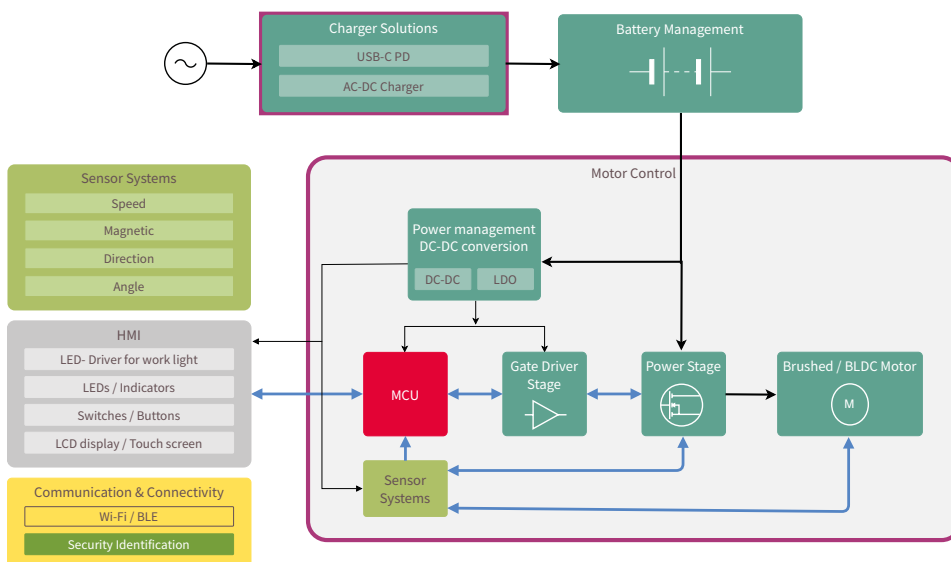 Charger Solutions
USB-C PD
AC-DC Charger
Battery Management
Sensor Systems
Speed
Magnetic
Direction
Angle
HMI
LED- Driver for work light
LEDs / Indicators
Switches / Buttons
LCD display / Touch screen
Communication & Connectivity
Wi-Fi / BLE
Security Identification
Motor Control
Power management
DC-DC conversion
DC-DC
LDO
MCU
Gate Driver
Stage
Power Stage
Brushed / BLDC Motor
M
Sensor
Systems